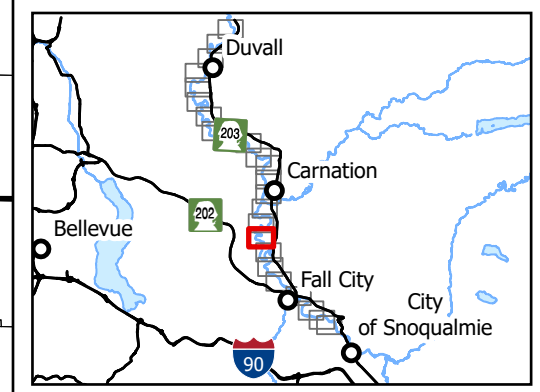 Duvall
203
Carnation
202
Bellevue
Fall City
City
of Snoqualmie
90